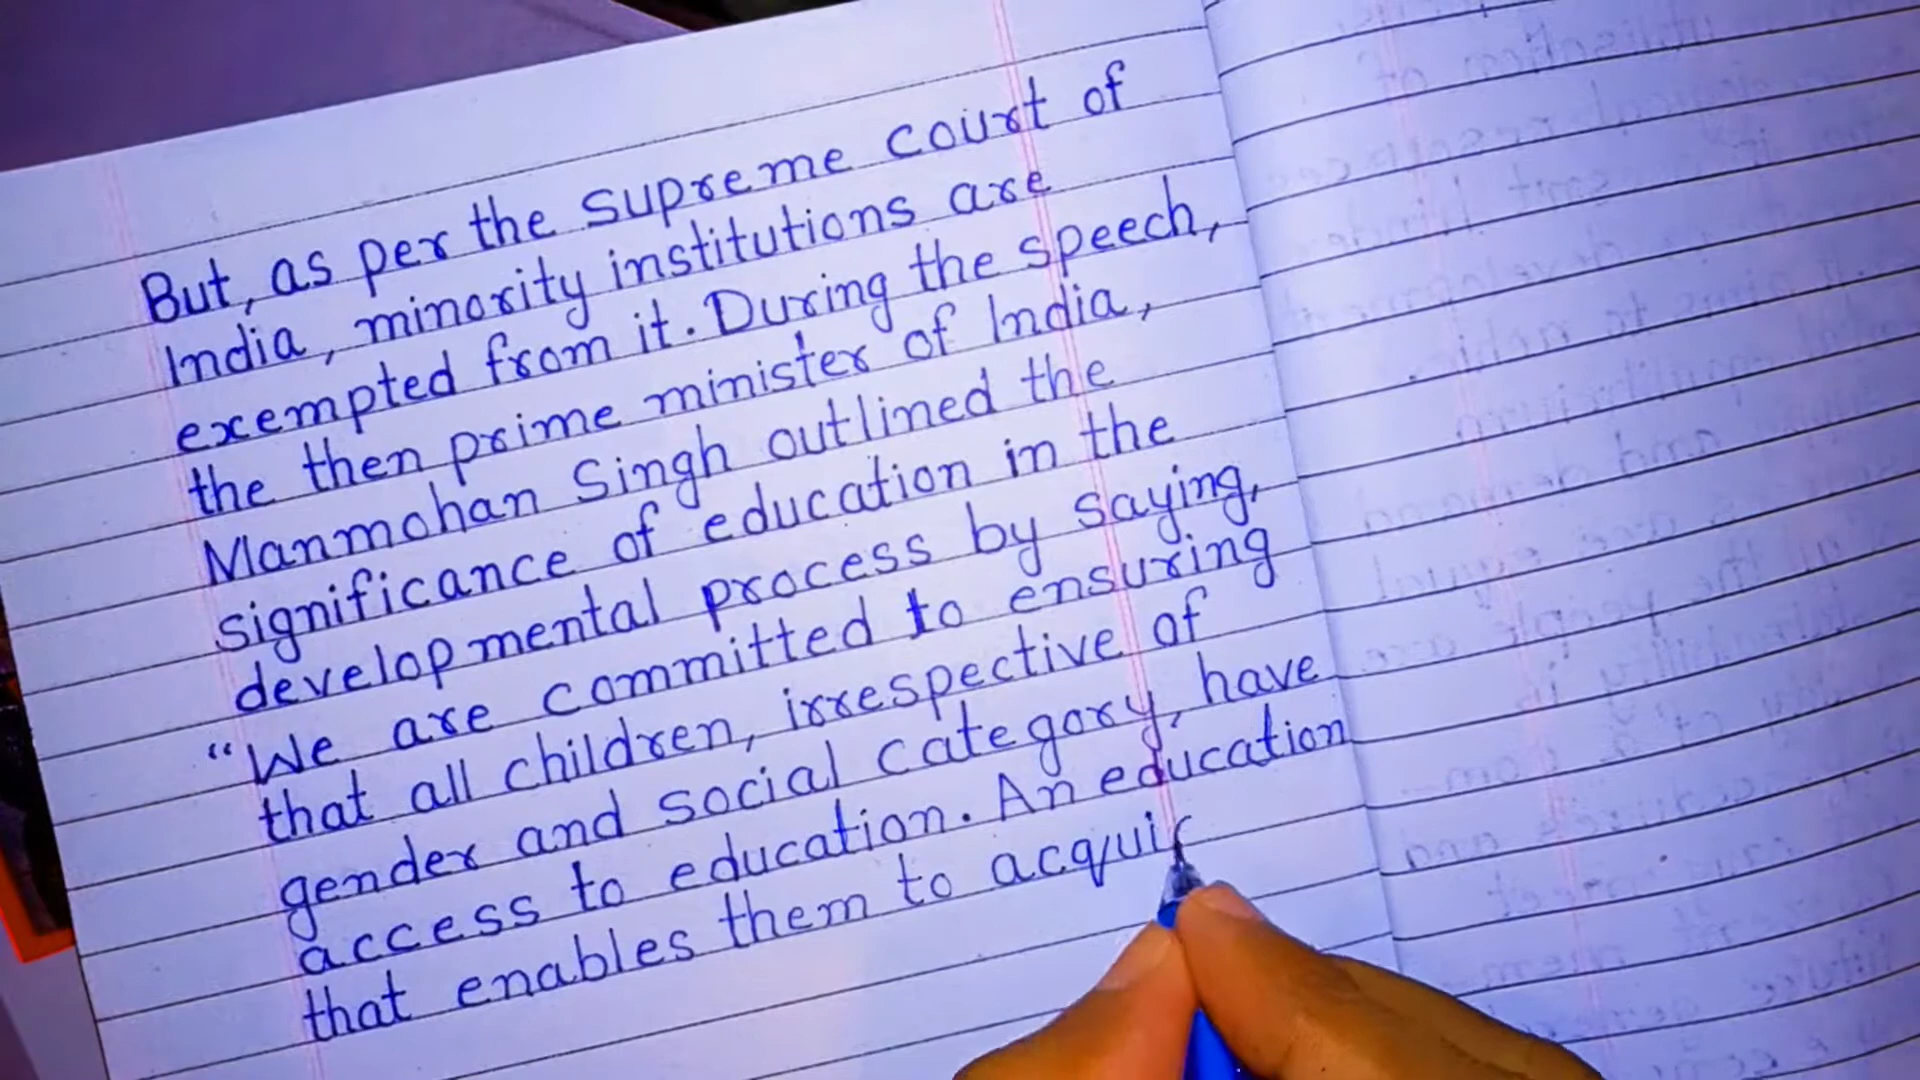 But, as per the supreme court of
India, minority institutions are
exempted from it. During the speech,
the then prime minister of India,
Manmohan Singh outlined the
significance of education in the
developmental process by saying,
"We are committed to ensuring
that all children, irrespective of
gender and social category, have
access to education. An education
that enables them to acquir